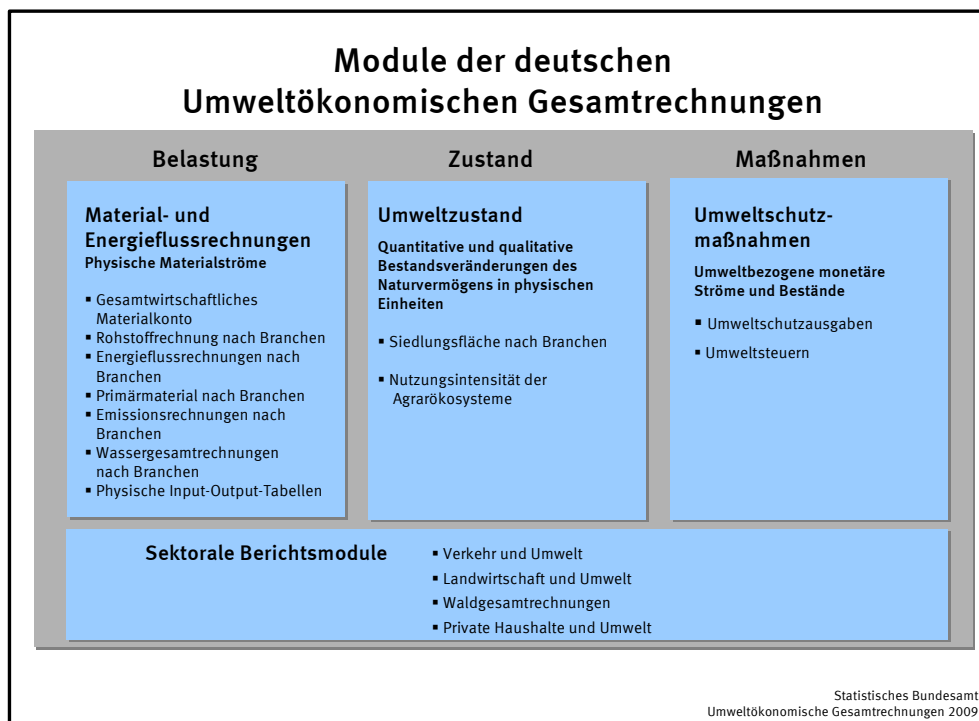 Module der deutschen
Umweltökonomischen Gesamtrechnungen
Belastung
Material- und
Energieflussrechnungen
Physische Materialströme
▪ Gesamtwirtschaftliches
Materialkonto
▪ Rohstoffrechnung nach Branchen
▪ Energieflussrechnungen nach
Branchen
▪ Primärmaterial nach Branchen
▪ Emissionsrechnungen nach
Branchen
▪ Wassergesamtrechnungen
nach Branchen
▪ Physische Input-Output-Tabellen
Zustand
Umweltzustand
Quantitative und qualitative
Bestandsveränderungen des
Naturvermögens in physischen
Einheiten
▪ Siedlungsfläche nach Branchen
▪ Nutzungsintensität der
Agrarökosysteme
Maßnahmen
Umweltschutz-
maßnahmen
Umweltbezogene monetäre
Ströme und Bestände
▪ Umweltschutzausgaben
▪ Umweltsteuern
Sektorale Berichtsmodule
▪ Verkehr und Umwelt
▪ Landwirtschaft und Umwelt
▪ Waldgesamtrechnungen
▪ Private Haushalte und Umwelt
Statistisches Bundesamt
Umweltökonomische Gesamtrechnungen 2009